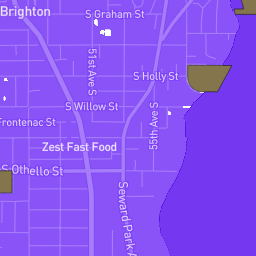 Brighton
S Graham St
51st Ave S
S Holly St
S Willow St
55th Ave S
Frontenac St
Zest Fast Food
S Othello St
Seward Park A